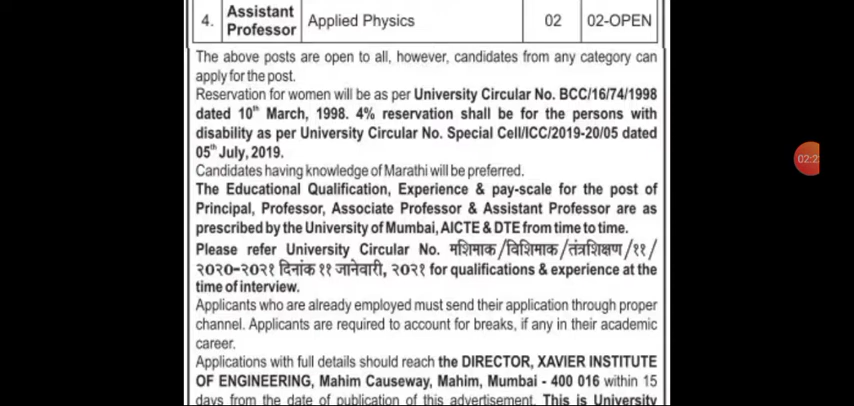 4. Assistant Professor Applied Physics 02 02-OPEN
The above posts are open to all, however, candidates from any category can
apply for the post.
Reservation for women will be as per University Circular No. BCC/16/74/1998
dated 10th March, 1998. 4% reservation shall be for the persons with
disability as per University Circular No. Special Cell/ICC/2019-20/05 dated
05th July, 2019.
Candidates having knowledge of Marathi will be preferred.
The Educational Qualification, Experience & pay-scale for the post of
Principal, Professor, Associate Professor & Assistant Professor are as
prescribed by the University of Mumbai, AICTE & DTE from time to time.
Please refer University Circular No. मशिमाक/विशिमाक/तंत्रशिक्षण/११/
२०२०-२०२१ दिनांक ११ जानेवारी, २०२१ for qualifications & experience at the
time of interview.
Applicants who are already employed must send their application through proper
channel. Applicants are required to account for breaks, if any in their academic
career.
Applications with full details should reach the DIRECTOR, XAVIER INSTITUTE
OF ENGINEERING, Mahim Causeway, Mahim, Mumbai - 400 016 within 15
days from the date of publication of this advertisement. This is University